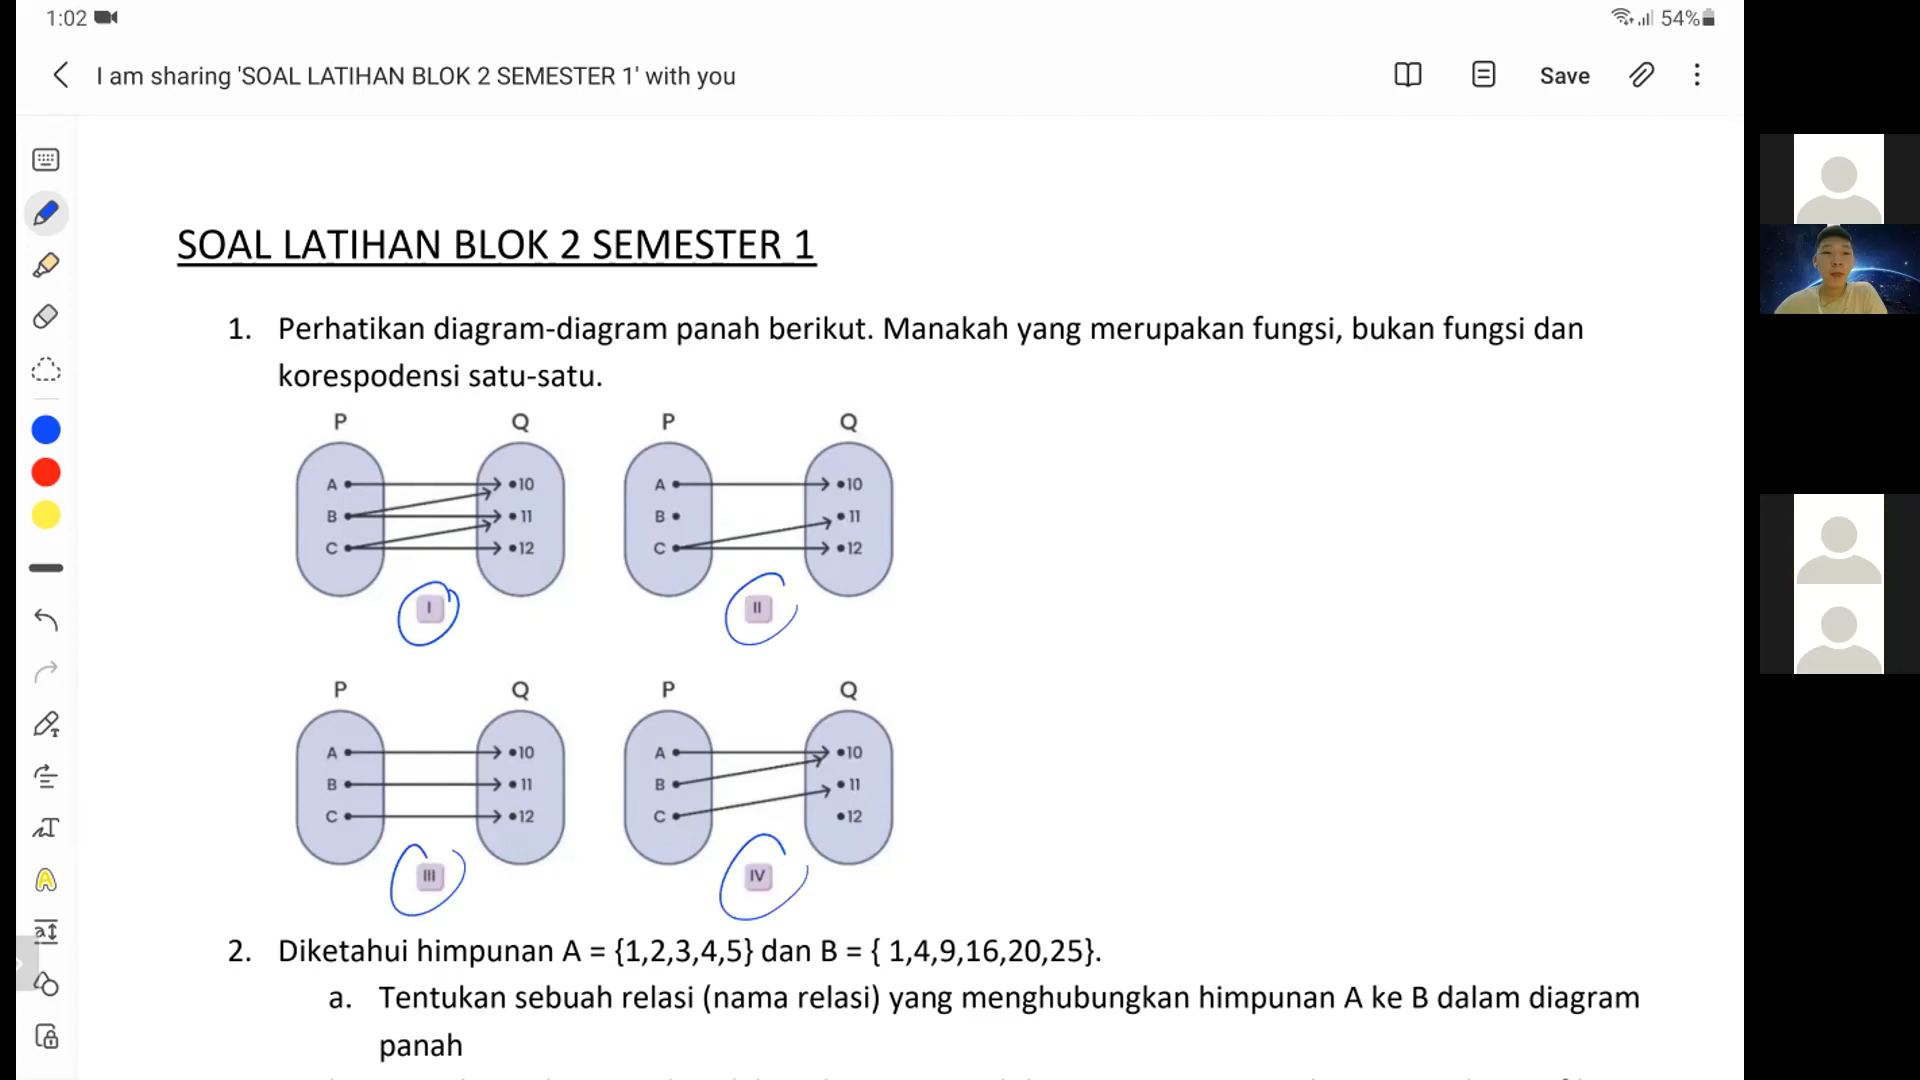 1:02
54%
I am sharing 'SOAL LATIHAN BLOK 2 SEMESTER 1' with you
Save
SOAL LATIHAN BLOK 2 SEMESTER 1
1. Perhatikan diagram-diagram panah berikut. Manakah yang merupakan fungsi, bukan fungsi dan
korespodensi satu-satu.
P Q P Q
A 10 A 10
B 11 B 11
C 12 C 12
I II
P Q P Q
A 10 A 10
B 11 B 11
C 12 C 12
III IV
2. Diketahui himpunan A = {1,2,3,4,5} dan B = { 1,4,9,16,20,25}.
a. Tentukan sebuah relasi (nama relasi) yang menghubungkan himpunan A ke B dalam diagram
panah